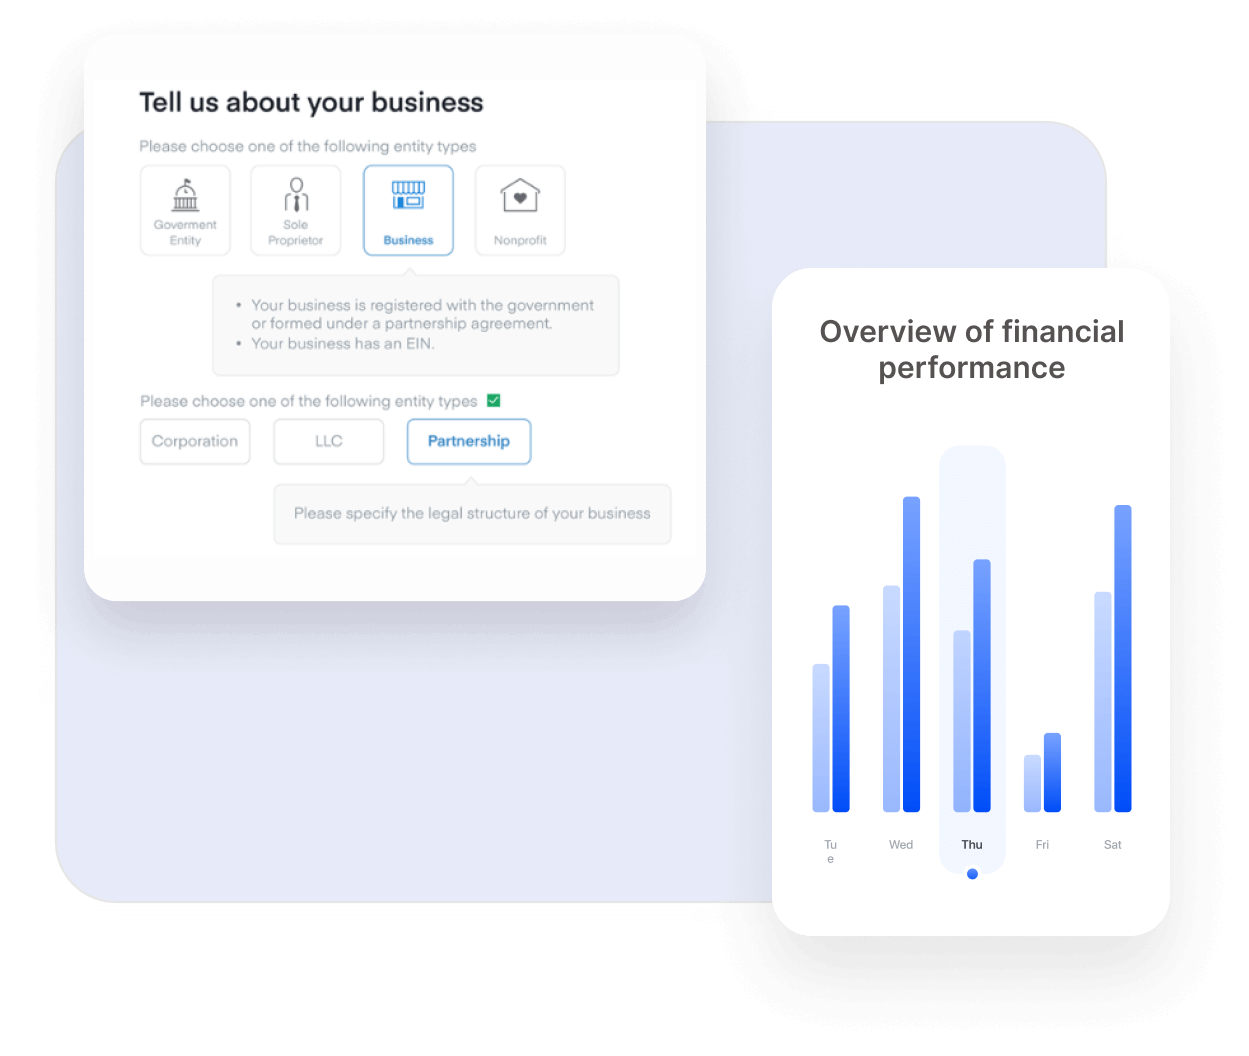 Tell us about your business
Please choose one of the following entity types
Goverment
Entity
Sole
Proprietor
Business
Nonprofit
• Your business is registered with the government
or formed under a partnership agreement.
• Your business has an EIN.
Please choose one of the following entity types
Corporation
LLC
Partnership
Please specify the legal structure of your business
Overview of financial
performance
Tu
e
Wed
Thu
Fri
Sat